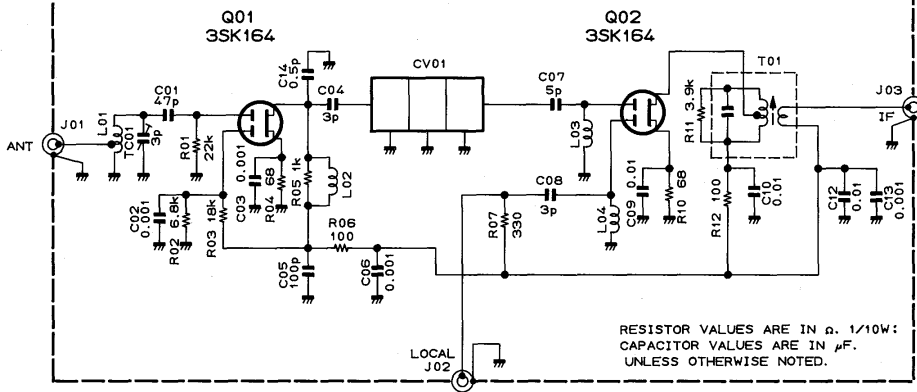 Q01
3SK164
Q02
3SK164
C14
0.5p
CV01
T01
C01
47p
C04
3p
C07
5p
R11 3.9k
J03
IF
J01
ANT
L01
TC01
3p
R01
22k
L03
C02
0.001
R02
6.8k
R03 18k
C03
0.001
R04 68
R05 1k
L02
C08
3p
L04
C09 0.01
R10 68
R12 100
C10
0.01
C12
0.01
C13
0.001
R06
100
C05
100p
C06
0.001
R07
330
LOCAL
J02
RESISTOR VALUES ARE IN Ω. 1/10W:
CAPACITOR VALUES ARE IN μF.
UNLESS OTHERWISE NOTED.